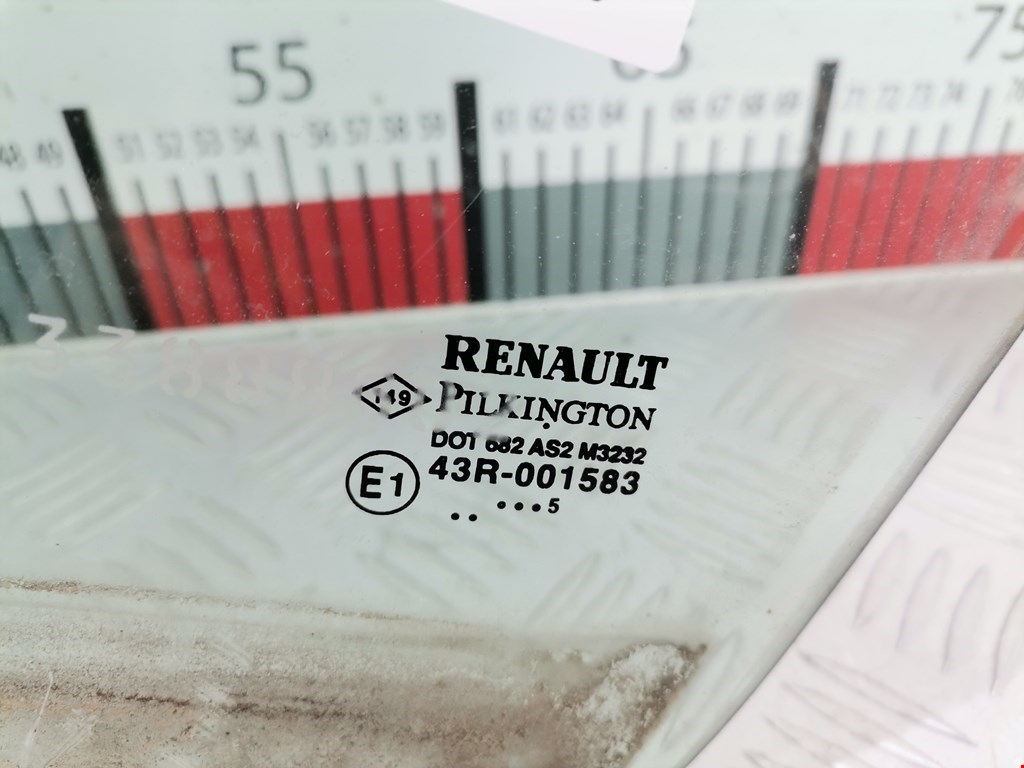 55
75
48 49 51 52 53 54 56 57 58 59 61 62 63 64 66 67 68 69 71 72 73 74
RENAULT
PILKINGTON
DOT 682 AS2 M3232
E1 43R-001583
•• •••5